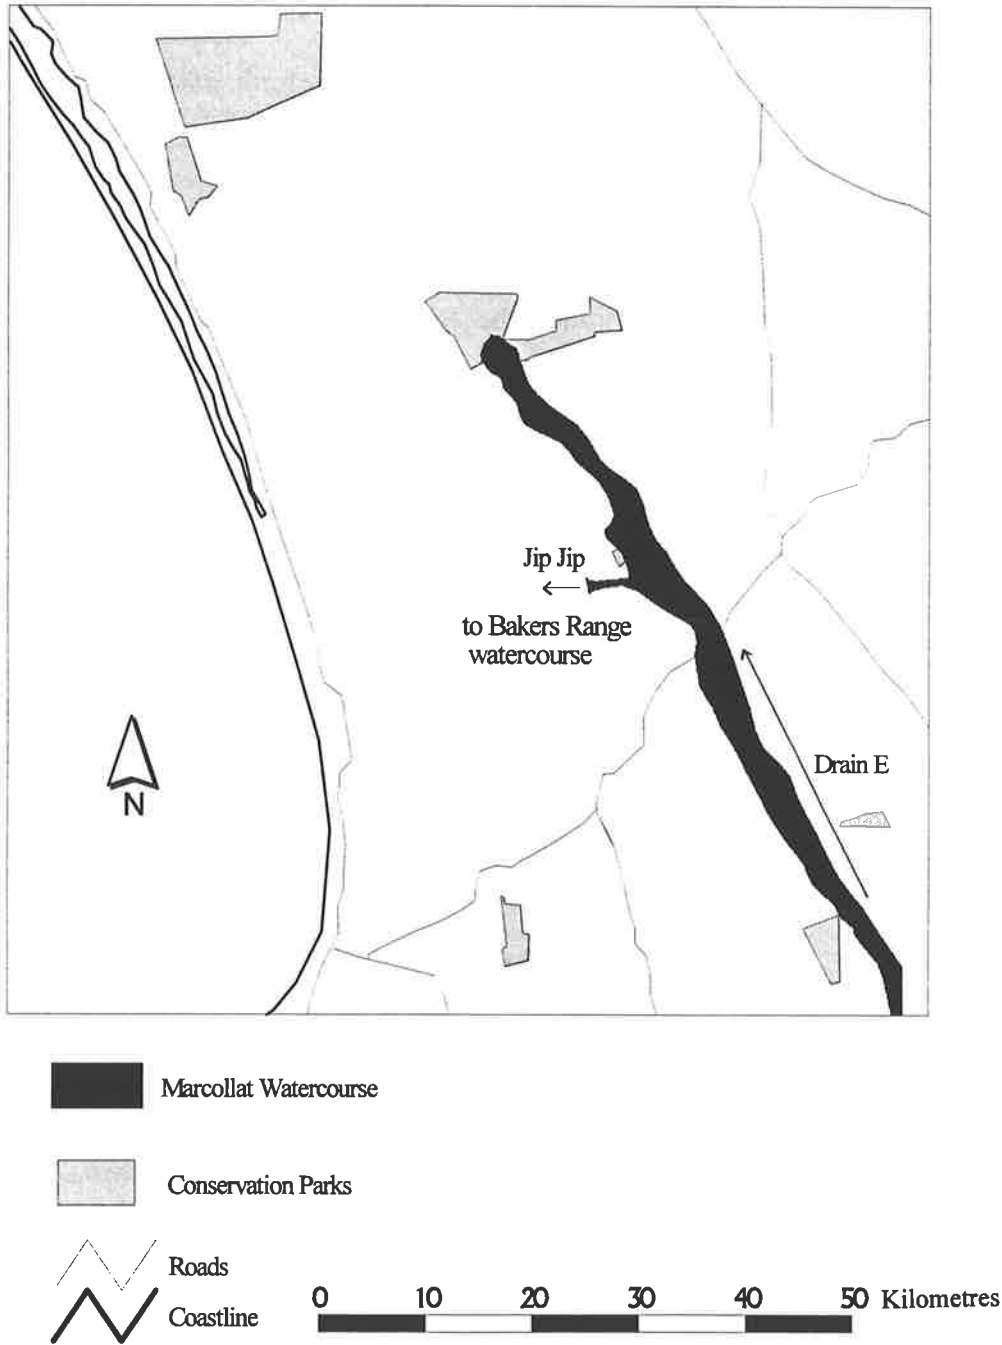 Jip Jip
to Bakers Range
watercourse
N
Drain E
Marcollat Watercourse
Conservation Parks
Roads
Coastline
0 10 20 30 40 50 Kilometres